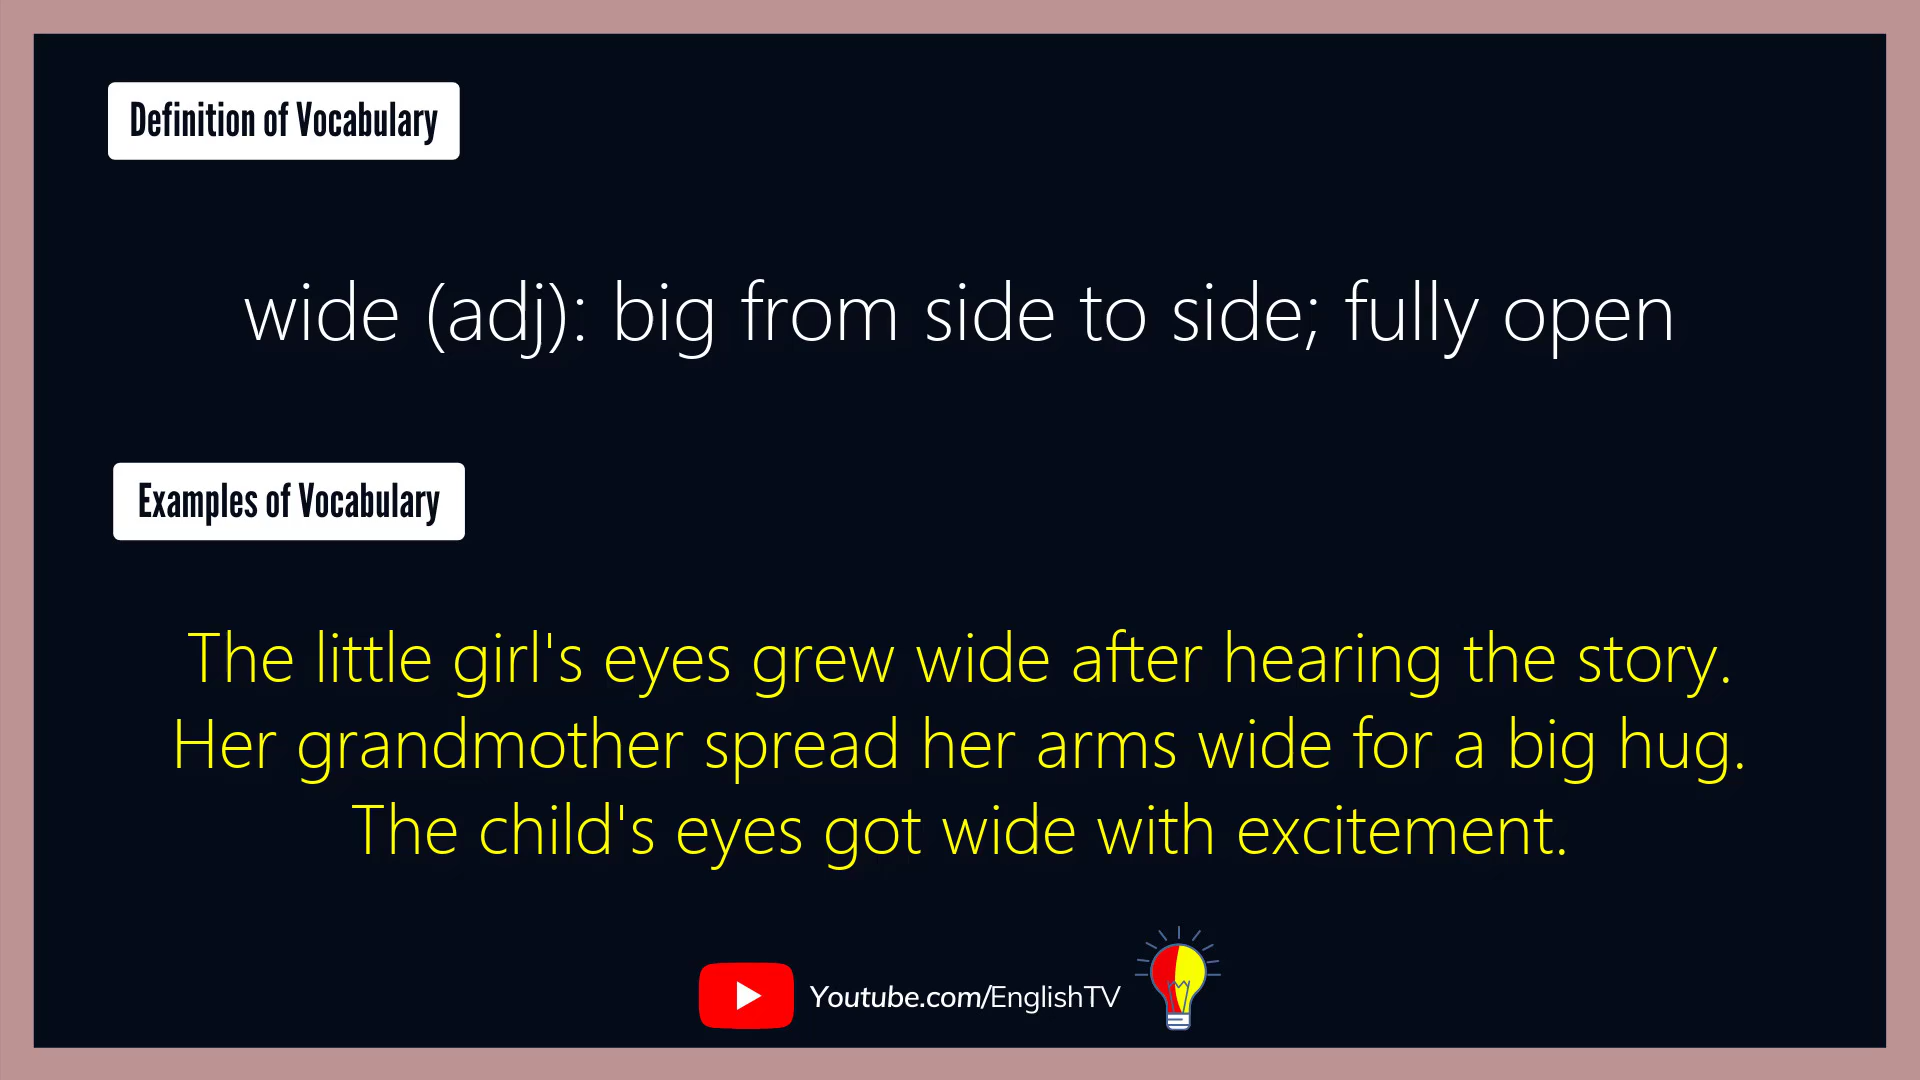 Definition of Vocabulary
wide (adj): big from side to side; fully open
Examples of Vocabulary
The little girl's eyes grew wide after hearing the story.
Her grandmother spread her arms wide for a big hug.
The child's eyes got wide with excitement.
Youtube.com/EnglishTV